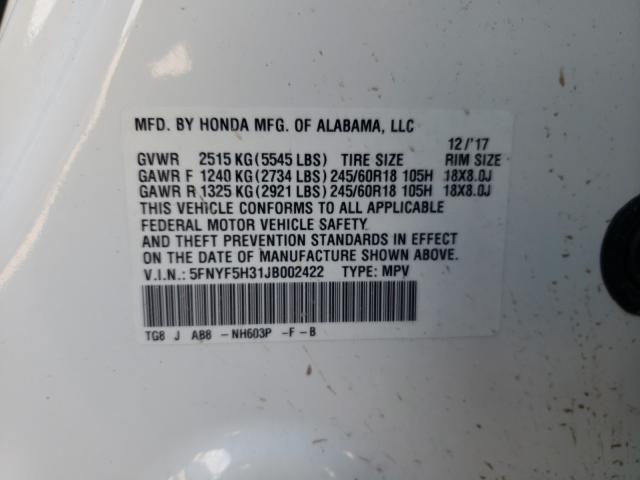 MFD. BY HONDA MFG. OF ALABAMA, LLC
12/'17
GVWR 2515 KG (5545 LBS) TIRE SIZE RIM SIZE
GAWR F 1240 KG (2734 LBS) 245/60R18 105H 18X8.0J
GAWR R 1325 KG (2921 LBS) 245/60R18 105H 18X8.0J
THIS VEHICLE CONFORMS TO ALL APPLICABLE
FEDERAL MOTOR VEHICLE SAFETY
AND THEFT PREVENTION STANDARDS IN EFFECT
ON THE DATE OF MANUFACTURE SHOWN ABOVE.
V.I.N.: 5FNYF5H31JB002422 TYPE: MPV
TG8 J AB8 - NH603P - F - B